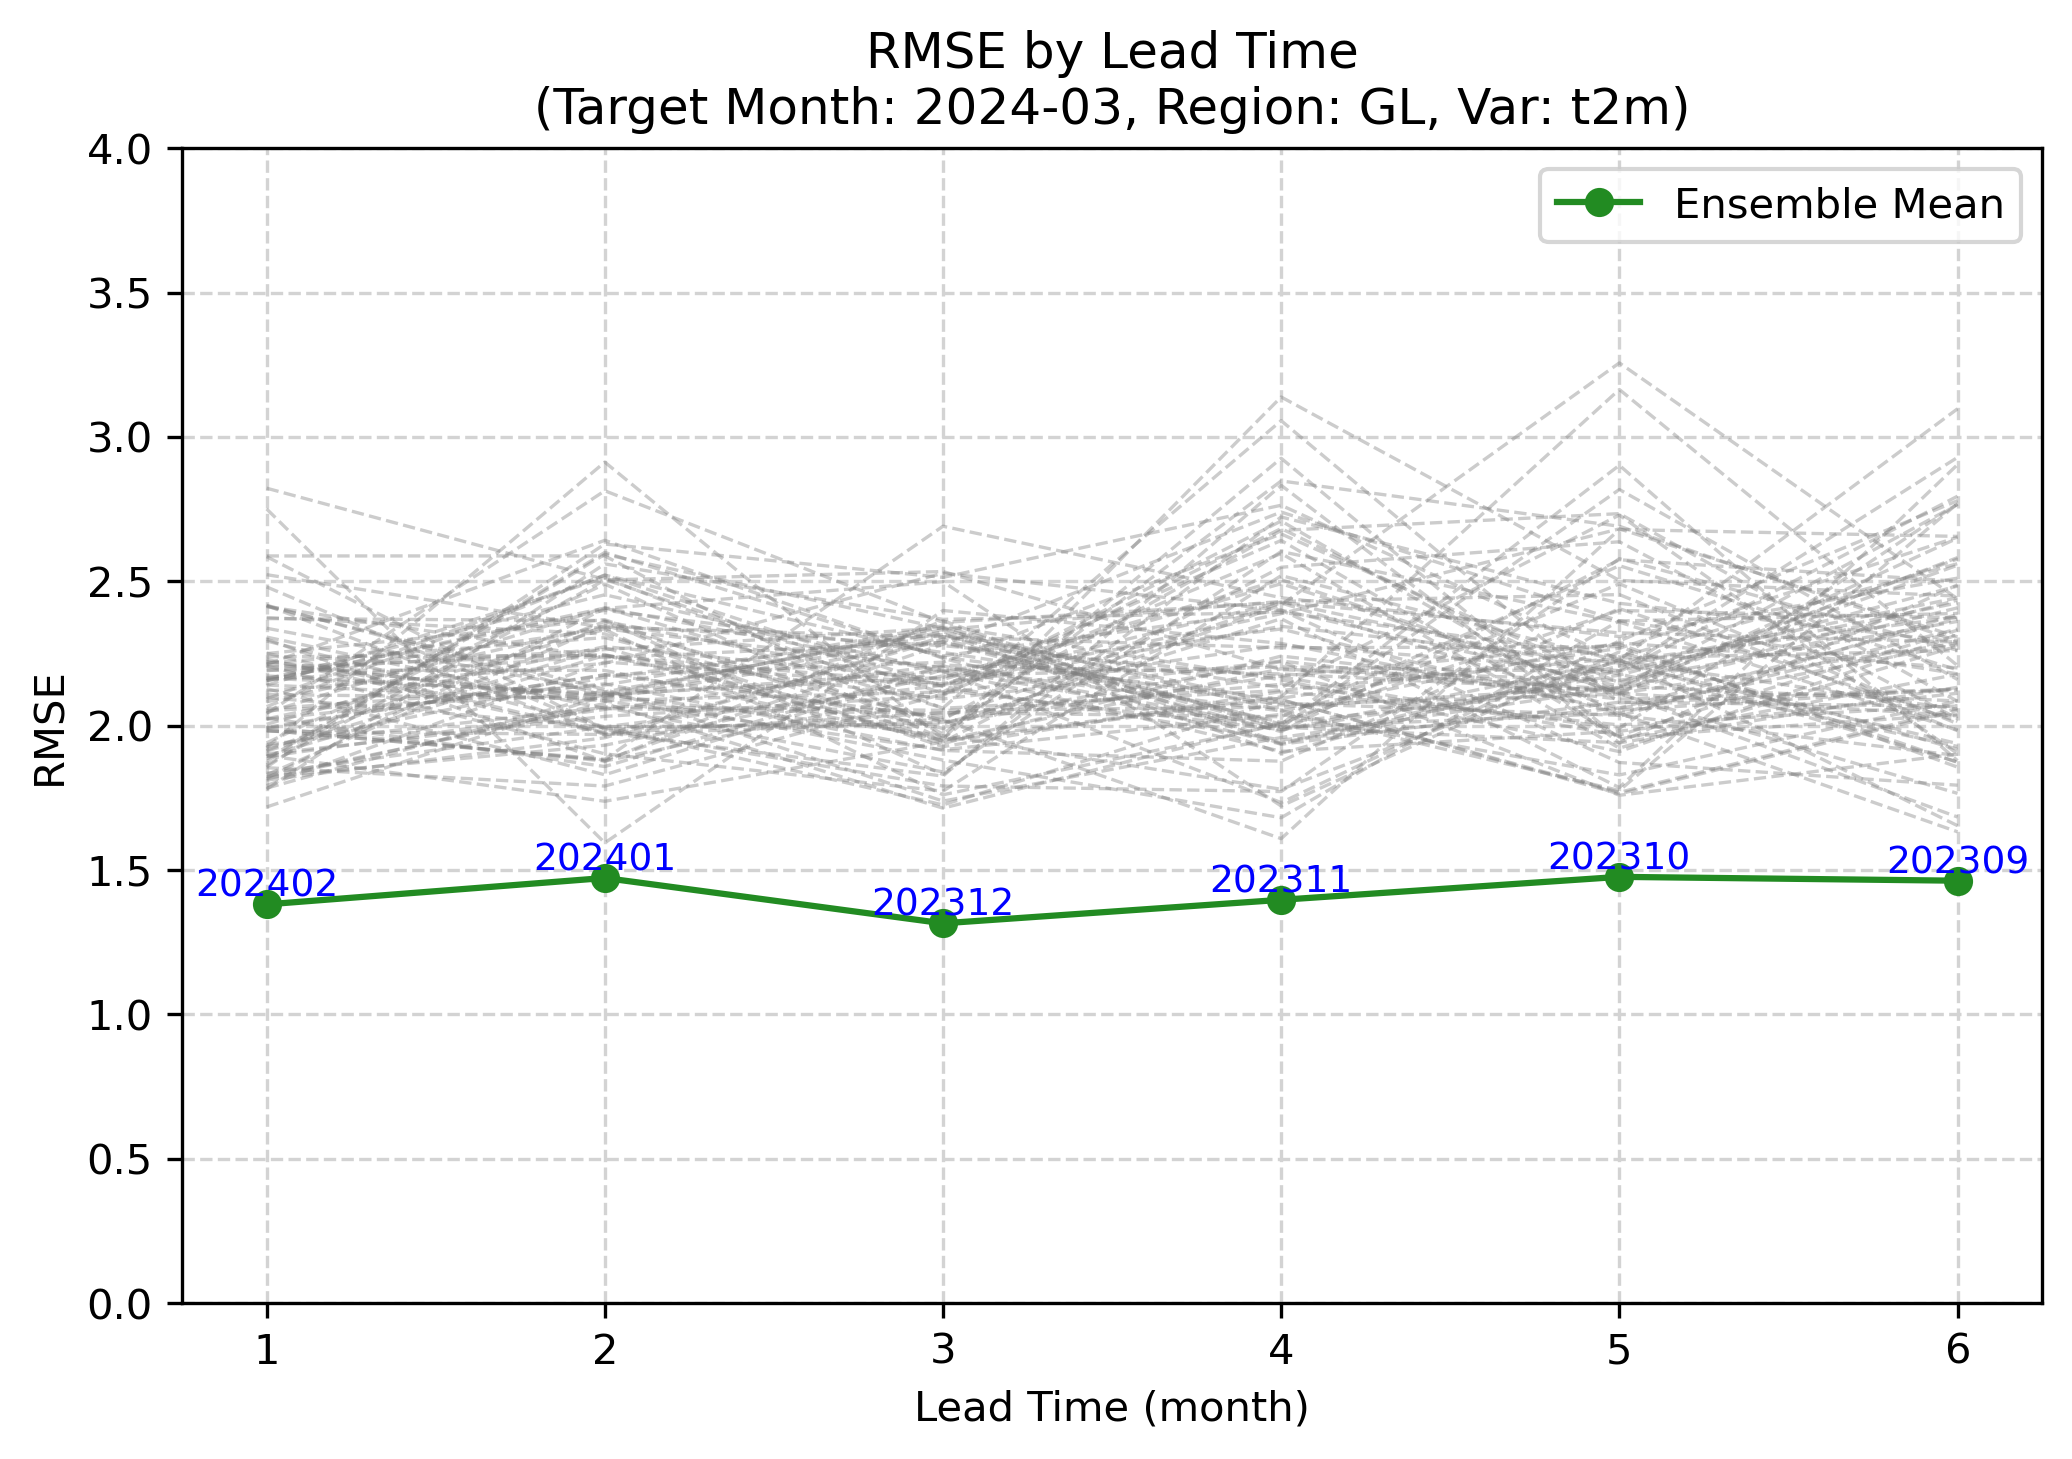 RMSE by Lead Time
(Target Month: 2024-03, Region: GL, Var: t2m)
4.0
3.5
3.0
2.5
2.0
1.5
1.0
0.5
0.0
RMSE
Ensemble Mean
202402
202401
202312
202311
202310
202309
1 2 3 4 5 6
Lead Time (month)